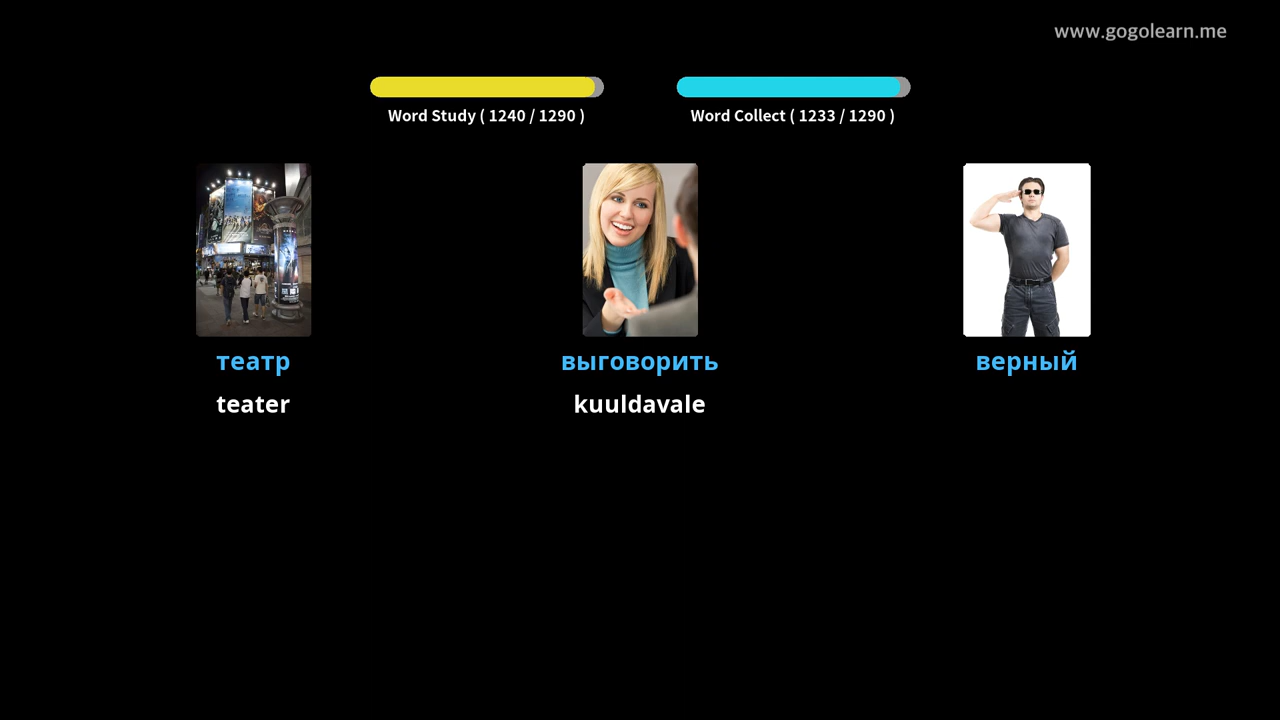 www.gogolearn.me
Word Study ( 1240 / 1290 )
Word Collect ( 1233 / 1290 )
театр
выговорить
верный
teater
kuuldavale